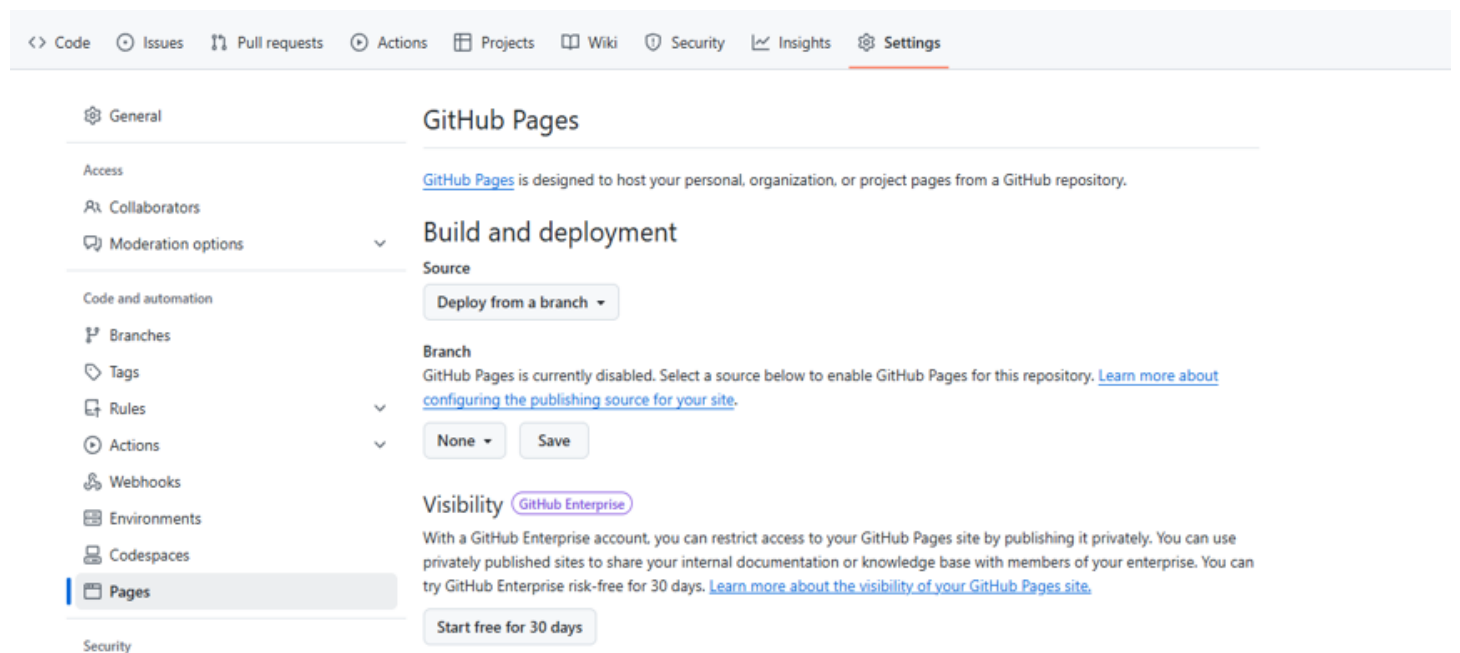 Code Issues Pull requests Actions Projects Wiki Security Insights Settings
General
Access
Collaborators
Moderation options
Code and automation
Branches
Tags
Rules
Actions
Webhooks
Environments
Codespaces
Pages
Security
GitHub Pages
GitHub Pages is designed to host your personal, organization, or project pages from a GitHub repository.
Build and deployment
Source
Deploy from a branch
Branch
GitHub Pages is currently disabled. Select a source below to enable GitHub Pages for this repository. Learn more about
configuring the publishing source for your site.
None Save
Visibility GitHub Enterprise
With a GitHub Enterprise account, you can restrict access to your GitHub Pages site by publishing it privately. You can use
privately published sites to share your internal documentation or knowledge base with members of your enterprise. You can
try GitHub Enterprise risk-free for 30 days. Learn more about the visibility of your GitHub Pages site.
Start free for 30 days